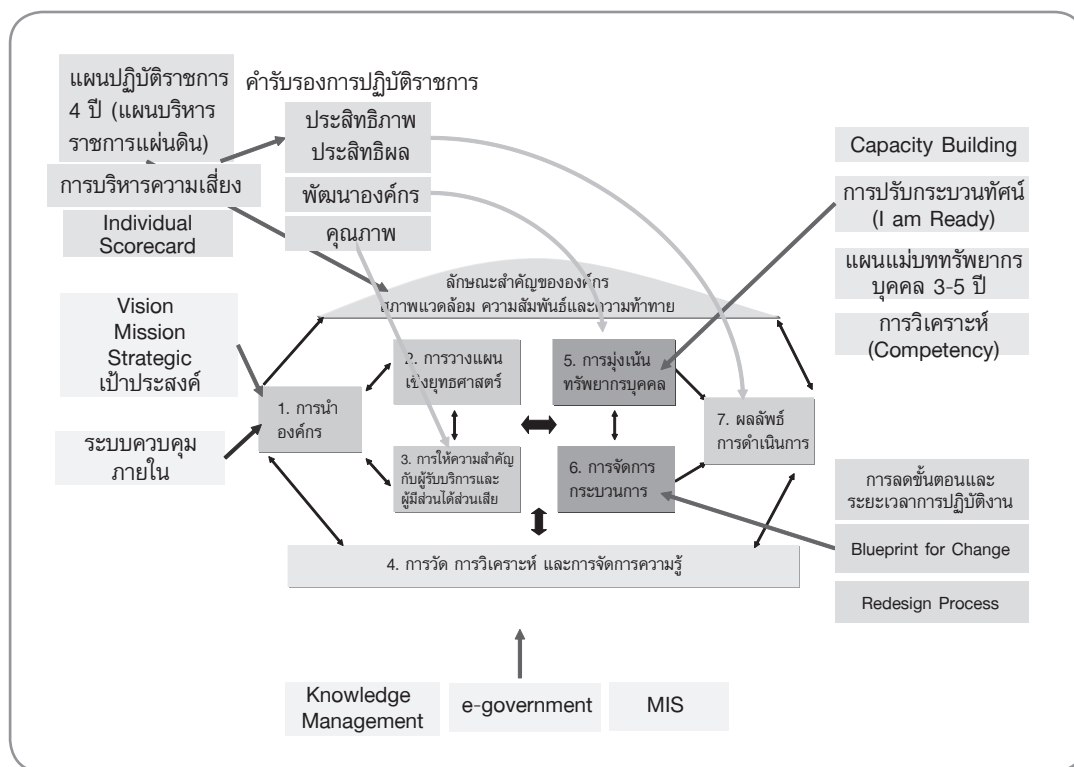 แผนปฏิบัติราชการ
4 ปี (แผนบริหาร
ราชการแผ่นดิน)
การบริหารความเสี่ยง
Individual
Scorecard
คำรับรองการปฏิบัติราชการ
ประสิทธิภาพ
ประสิทธิผล
พัฒนาองค์กร
คุณภาพ
Capacity Building
การปรับกระบวนทัศน์
(I am Ready)
แผนแม่บททรัพยากร
บุคคล 3-5 ปี
การวิเคราะห์
(Competency)
ลักษณะสำคัญขององค์กร
สภาพแวดล้อม ความสัมพันธ์และความท้าทาย
Vision
Mission
Strategic
เป้าประสงค์
ระบบควบคุม
ภายใน
1. การนำ
องค์กร
2. การวางแผน
เชิงยุทธศาสตร์
3. การให้ความสำคัญ
กับผู้รับบริการและ
ผู้มีส่วนได้ส่วนเสีย
5. การมุ่งเน้น
ทรัพยากรบุคคล
6. การจัดการ
กระบวนการ
7. ผลลัพธ์
การดำเนินการ
4. การวัด การวิเคราะห์ และการจัดการความรู้
การลดขั้นตอนและ
ระยะเวลาการปฏิบัติงาน
Blueprint for Change
Redesign Process
Knowledge
Management
e-government
MIS